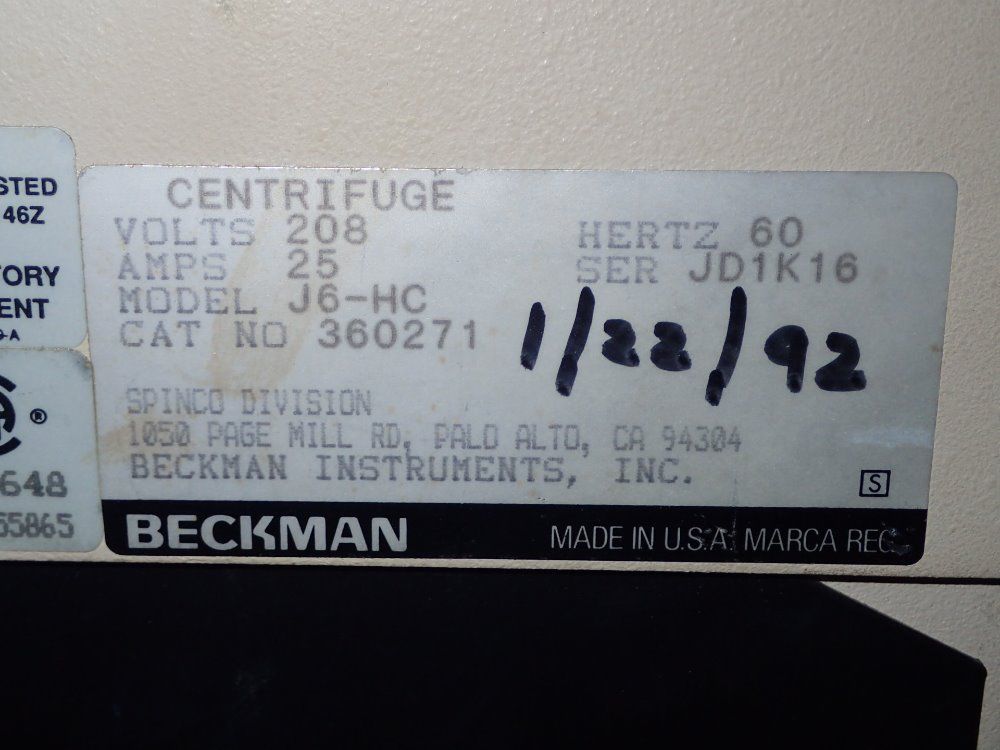 STED
46Z
TORY
ENT
-A
®
648
65865
CENTRIFUGE
VOLTS 208 HERTZ 60
AMPS 25 SER JD1K16
MODEL J6-HC
CAT NO 360271
1/22/92
SPINCO DIVISION
1050 PAGE MILL RD, PALO ALTO, CA 94304
BECKMAN INSTRUMENTS, INC.
S
BECKMAN MADE IN U.S.A. MARCA REG.